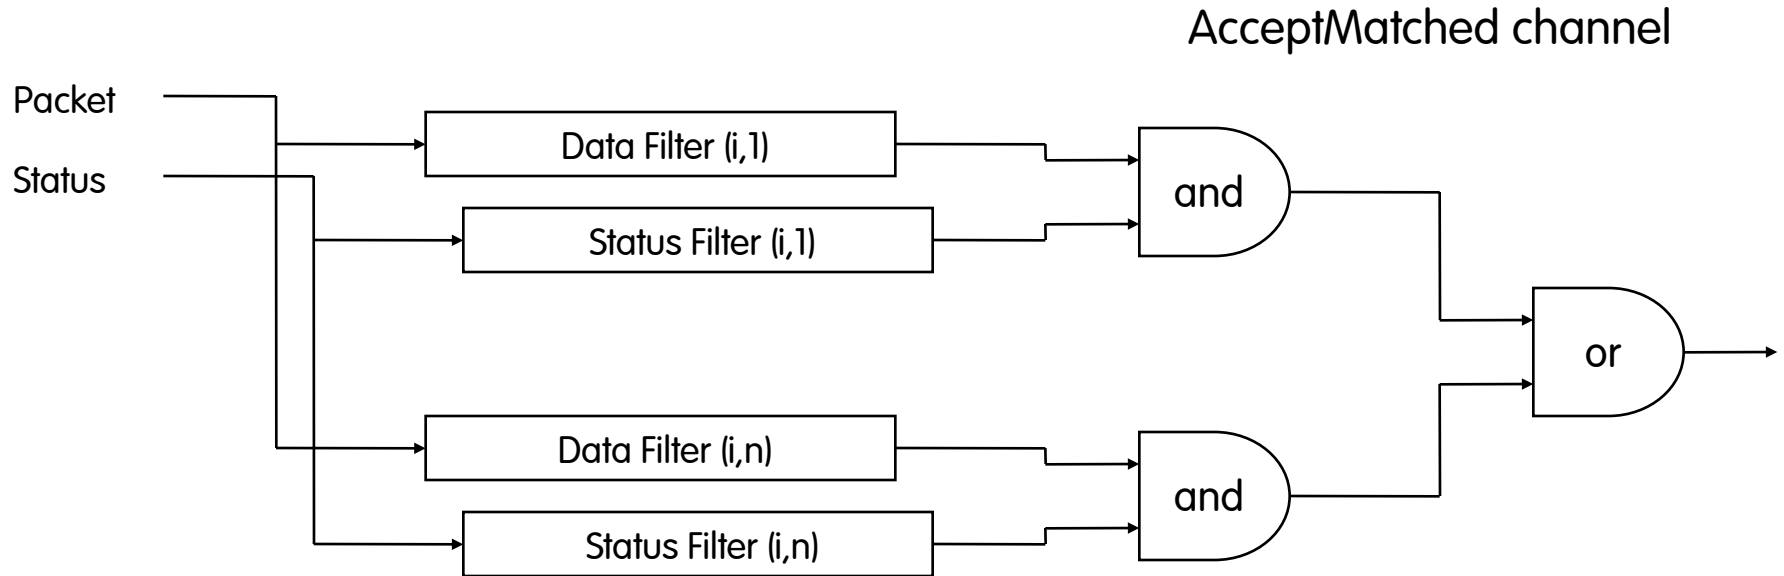 AcceptMatched channel
Packet
Data Filter (i,1)
and
Status
Status Filter (i,1)
or
Data Filter (i,n)
and
Status Filter (i,n)